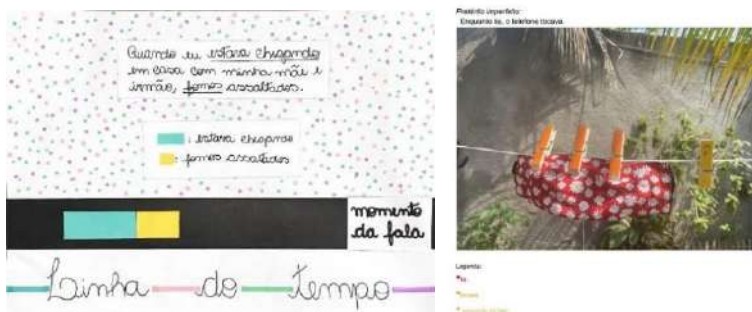 Quando eu estava chegando
em casa com minha mãe e
irmão, fomos assaltados.
: estava chegando
: fomos assaltados
momento
da fala
Linha do tempo
Pretérito imperfeito:
Enquanto lia, o telefone tocava.
Legenda: